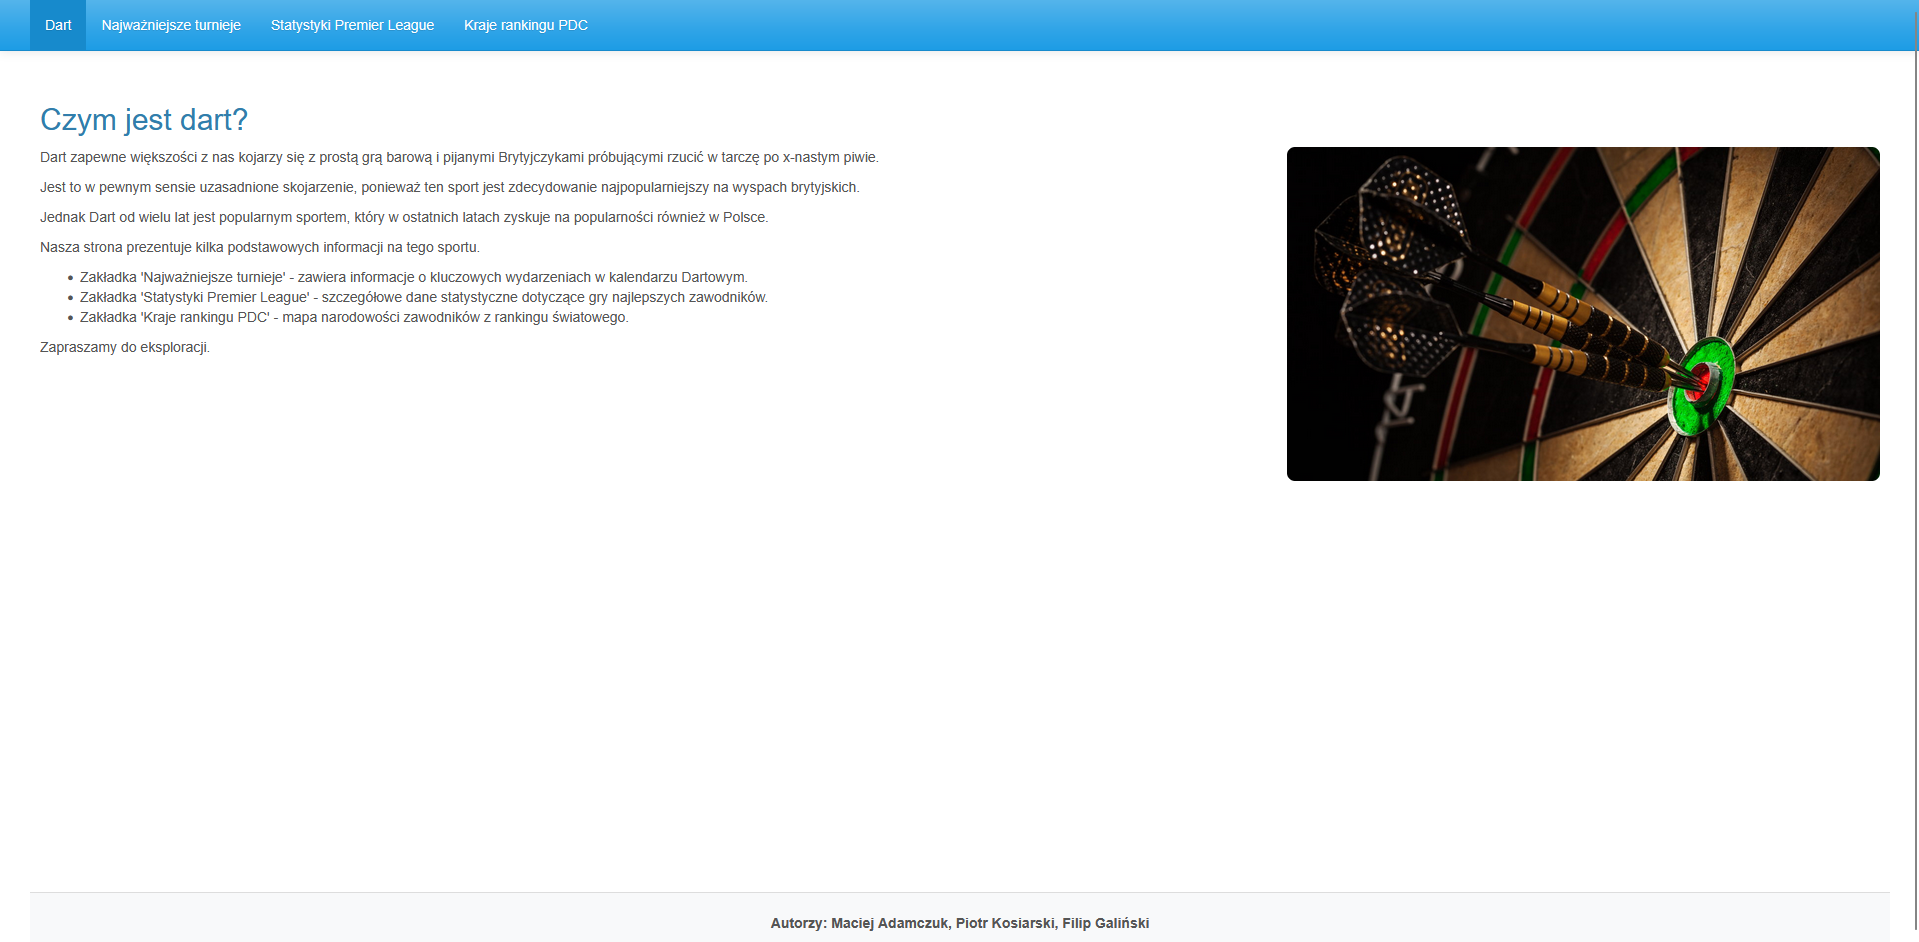 Dart Najważniejsze turnieje Statystyki Premier League Kraje rankingu PDC
Czym jest dart?
Dart zapewne większości z nas kojarzy się z prostą grą barową i pijanymi Brytyjczykami próbującymi rzucić w tarczę po x-nastym piwie.
Jest to w pewnym sensie uzasadnione skojarzenie, ponieważ ten sport jest zdecydowanie najpopularniejszy na wyspach brytyjskich.
Jednak Dart od wielu lat jest popularnym sportem, który w ostatnich latach zyskuje na popularności również w Polsce.
Nasza strona prezentuje kilka podstawowych informacji na tego sportu.
• Zakładka 'Najważniejsze turnieje' - zawiera informacje o kluczowych wydarzeniach w kalendarzu Dartowym.
• Zakładka 'Statystyki Premier League' - szczegółowe dane statystyczne dotyczące gry najlepszych zawodników.
• Zakładka 'Kraje rankingu PDC' - mapa narodowości zawodników z rankingu światowego.
Zapraszamy do eksploracji.
Autorzy: Maciej Adamczuk, Piotr Kosiarski, Filip Galiński